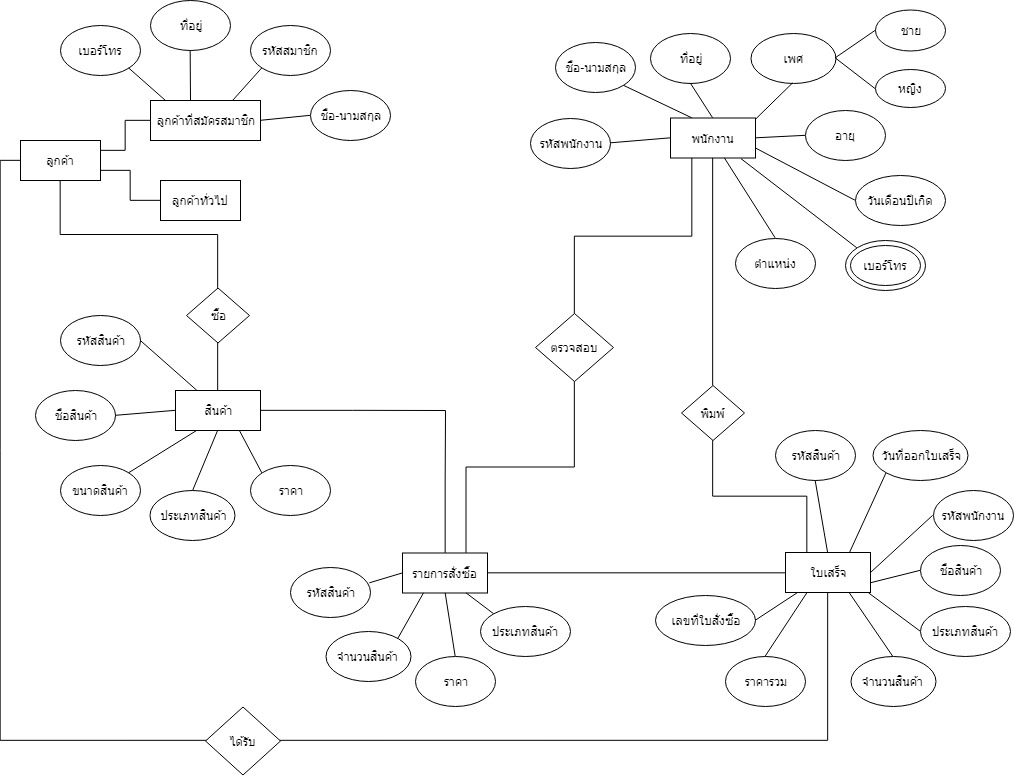 ที่อยู่
เบอร์โทร
รหัสสมาชิก
ลูกค้าที่สมัครสมาชิก
ชื่อ-นามสกุล
ลูกค้า
ลูกค้าทั่วไป
ซื้อ
รหัสสินค้า
ชื่อสินค้า
สินค้า
ขนาดสินค้า
ประเภทสินค้า
ราคา
ชาย
ที่อยู่
เพศ
ชื่อ-นามสกุล
หญิง
พนักงาน
รหัสพนักงาน
อายุ
วันเดือนปีเกิด
ตำแหน่ง
เบอร์โทร
ตรวจสอบ
พิมพ์
รหัสสินค้า
วันที่ออกใบเสร็จ
รหัสพนักงาน
ใบเสร็จ
ชื่อสินค้า
เลขที่ใบสั่งซื้อ
ประเภทสินค้า
ราคารวม
จำนวนสินค้า
รายการสั่งซื้อ
รหัสสินค้า
ประเภทสินค้า
จำนวนสินค้า
ราคา
ได้รับ